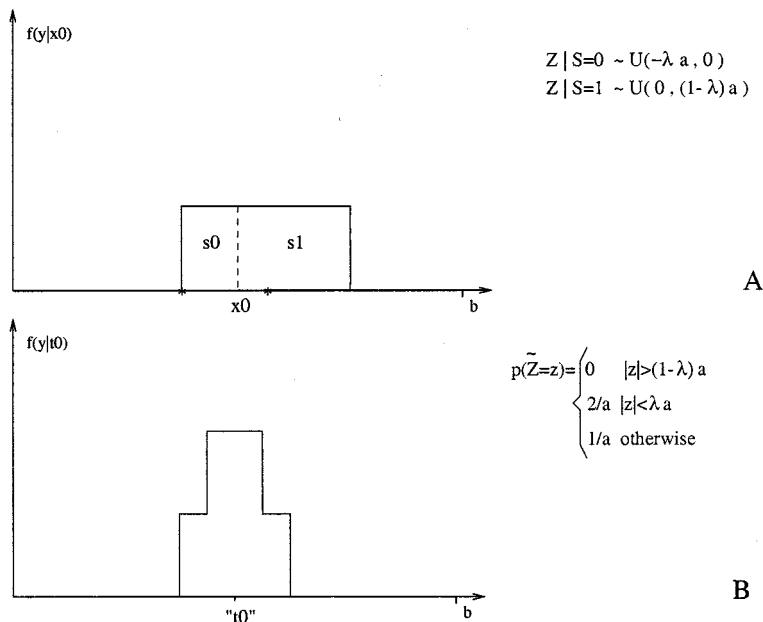 f(y|x0)
Z | S=0 ~ U(-λ a , 0 )
Z | S=1 ~ U( 0 , (1- λ) a )
s0
s1
x0
b
A
f(y|t0)
p(Z̃=z)=
0 |z|>(1-λ) a
2/a |z|<λ a
1/a otherwise
"t0"
b
B